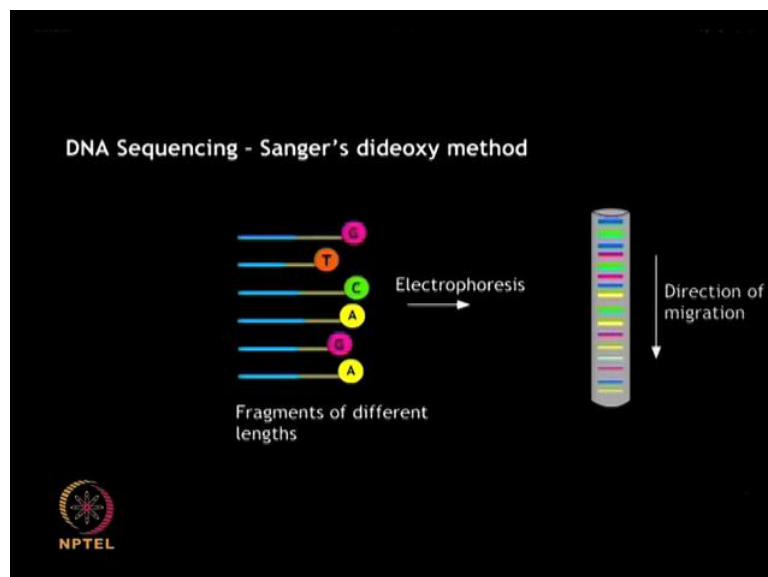 DNA Sequencing - Sanger's dideoxy method
G
T
C
A
G
A
Electrophoresis
Direction of
migration
Fragments of different
lengths
NPTEL